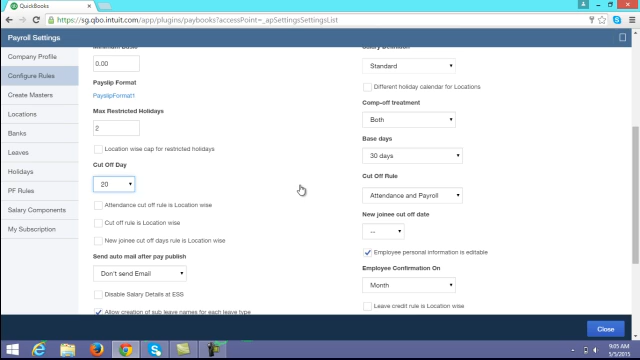 QuickBooks
https://sg.qbo.intuit.com/app/plugins/paybooks?accessPoint=_apSettingsSettingsList
Payroll Settings
Company Profile
Configure Rules
Create Masters
Locations
Banks
Leaves
Holidays
PF Rules
Salary Components
My Subscription
0.00
Payslip Format
PayslipFormat1
Max Restricted Holidays
2
Location wise cap for restricted holidays
Cut Off Day
20
Attendance cut off rule is Location wise
Cut off rule is Location wise
New joinee cut off days rule is Location wise
Send auto mail after pay publish
Don't send Email
Disable Salary Details at ESS
Allow creation of sub leave names for each leave type
Salary Definition
Standard
Different holiday calendar for Locations
Comp-off treatment
Both
Base days
30 days
Cut Off Rule
Attendance and Payroll
New joinee cut off date
--
Employee personal information is editable
Employee Confirmation On
Month
Leave credit rule is Location wise
Close
9:05 AM
5/5/2015